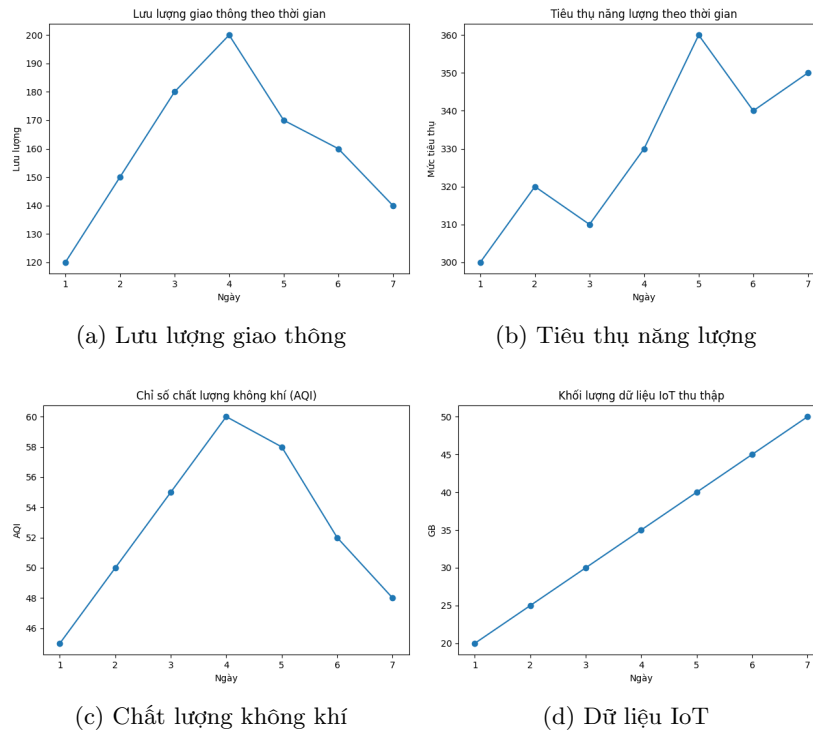 Lưu lượng giao thông theo thời gian
200
190
180
170
160
150
140
130
120
Lưu lượng
1 2 3 4 5 6 7
Ngày
(a) Lưu lượng giao thông
Tiêu thụ năng lượng theo thời gian
360
350
340
330
320
310
300
Mức tiêu thụ
1 2 3 4 5 6 7
Ngày
(b) Tiêu thụ năng lượng
Chỉ số chất lượng không khí (AQI)
60
58
56
54
52
50
48
46
AQI
1 2 3 4 5 6 7
Ngày
(c) Chất lượng không khí
Khối lượng dữ liệu IoT thu thập
50
45
40
35
30
25
20
GB
1 2 3 4 5 6 7
Ngày
(d) Dữ liệu IoT